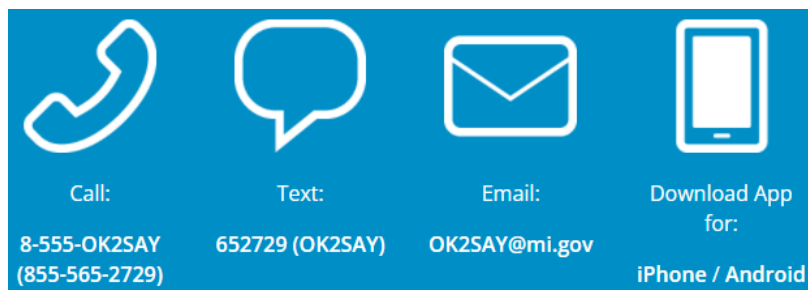 Call:
8-555-OK2SAY
(855-565-2729)
Text:
652729 (OK2SAY)
Email:
OK2SAY@mi.gov
Download App
for:
iPhone / Android